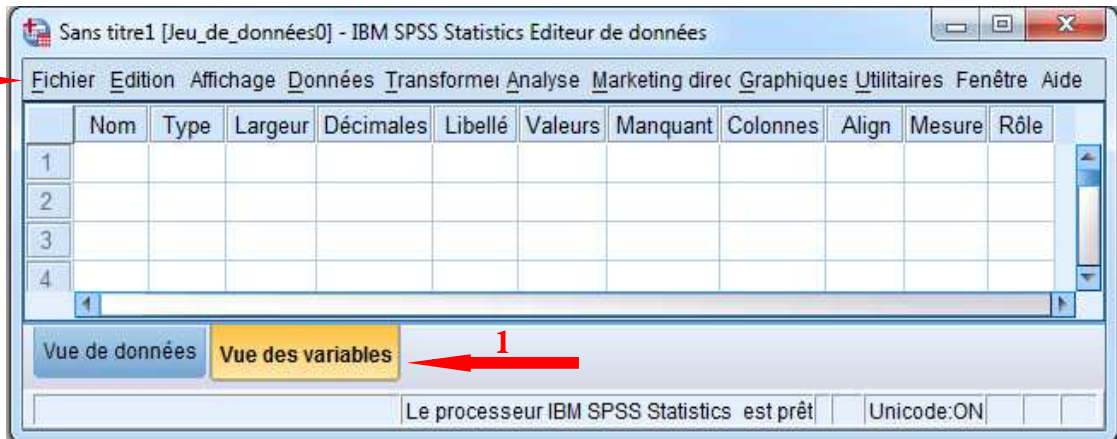 Sans titre1 [Jeu_de_données0] - IBM SPSS Statistics Editeur de données
Fichier Edition Affichage Données Transformer Analyse Marketing direc Graphiques Utilitaires Fenêtre Aide
Nom Type Largeur Décimales Libellé Valeurs Manquant Colonnes Align Mesure Rôle
1
2
3
4
Vue de données Vue des variables 1
Le processeur IBM SPSS Statistics est prêt Unicode:ON